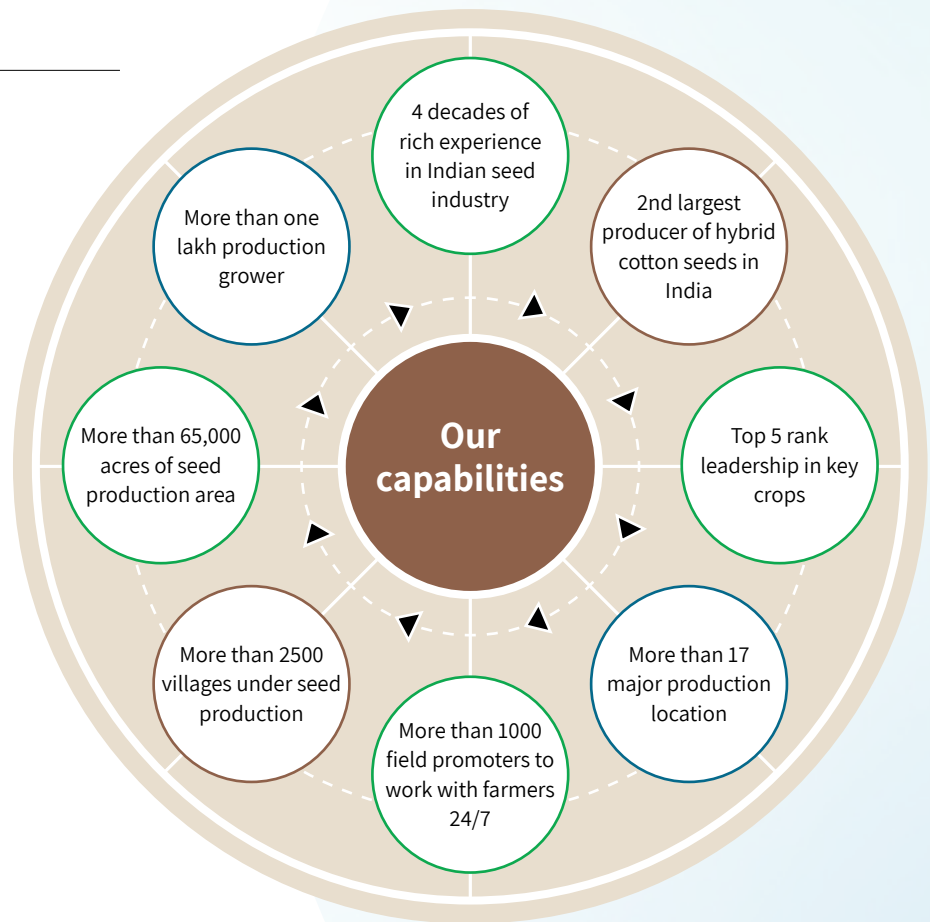 Our
capabilities
4 decades of
rich experience
in Indian seed
industry
2nd largest
producer of hybrid
cotton seeds in
India
Top 5 rank
leadership in key
crops
More than 17
major production
location
More than 1000
field promoters to
work with farmers
24/7
More than 2500
villages under seed
production
More than 65,000
acres of seed
production area
More than one
lakh production
grower